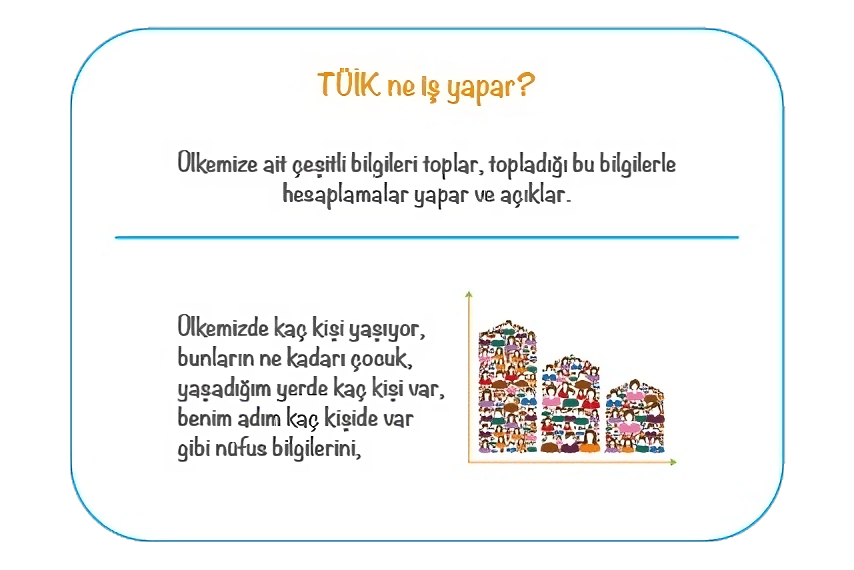 TÜİK ne iş yapar?
Ülkemize ait çeşitli bilgileri toplar, topladığı bu bilgilerle
hesaplamalar yapar ve açıklar.
Ülkemizde kaç kişi yaşıyor,
bunların ne kadarı çocuk,
yaşadığım yerde kaç kişi var,
benim adım kaç kişide var
gibi nüfus bilgilerini,